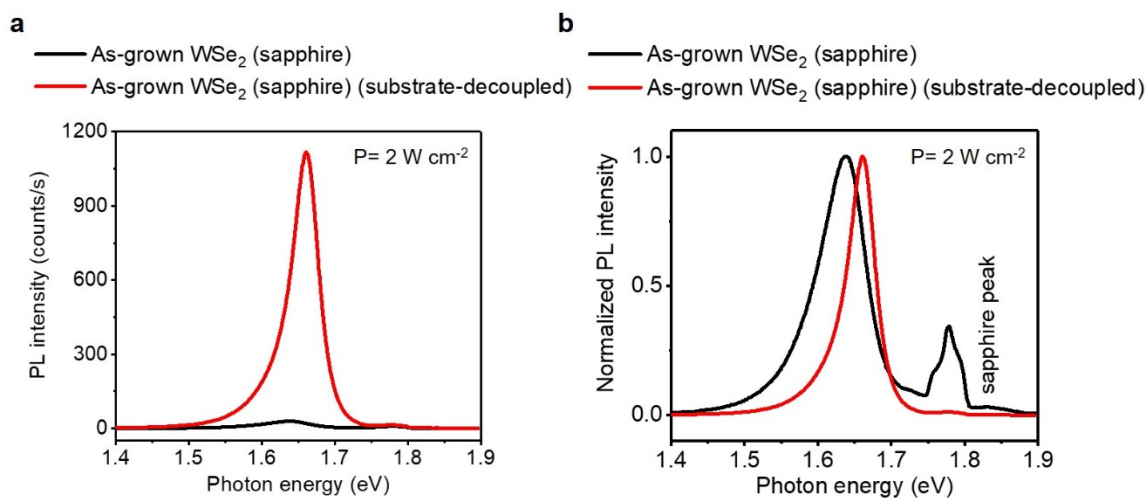 a
As-grown WSe₂ (sapphire)
As-grown WSe₂ (sapphire) (substrate-decoupled)
P= 2 W cm⁻²
PL intensity (counts/s)
1200
900
600
300
0
1.4 1.5 1.6 1.7 1.8 1.9
Photon energy (eV)
b
As-grown WSe₂ (sapphire)
As-grown WSe₂ (sapphire) (substrate-decoupled)
P= 2 W cm⁻²
Normalized PL intensity
1.0
0.5
0.0
sapphire peak
1.4 1.5 1.6 1.7 1.8 1.9
Photon energy (eV)